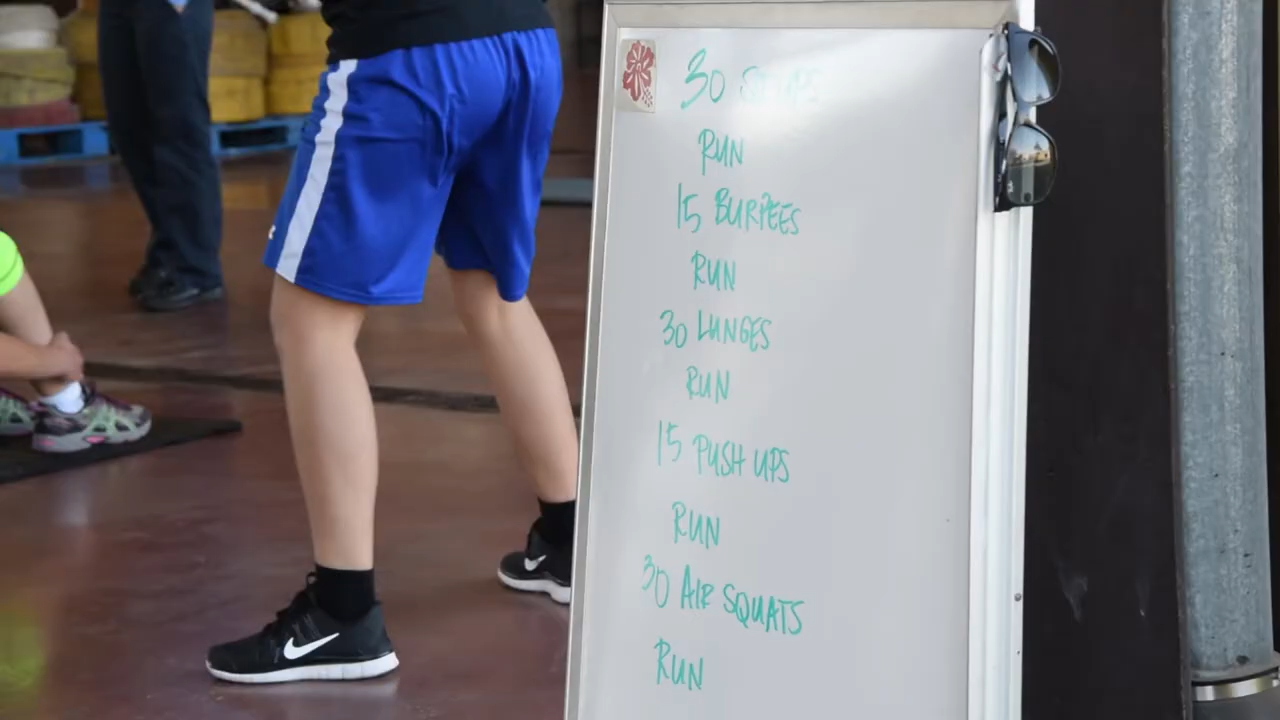 30
RUN
15 BURPEES
RUN
30 LUNGES
RUN
15 PUSH UPS
RUN
30 AIR SQUATS
RUN